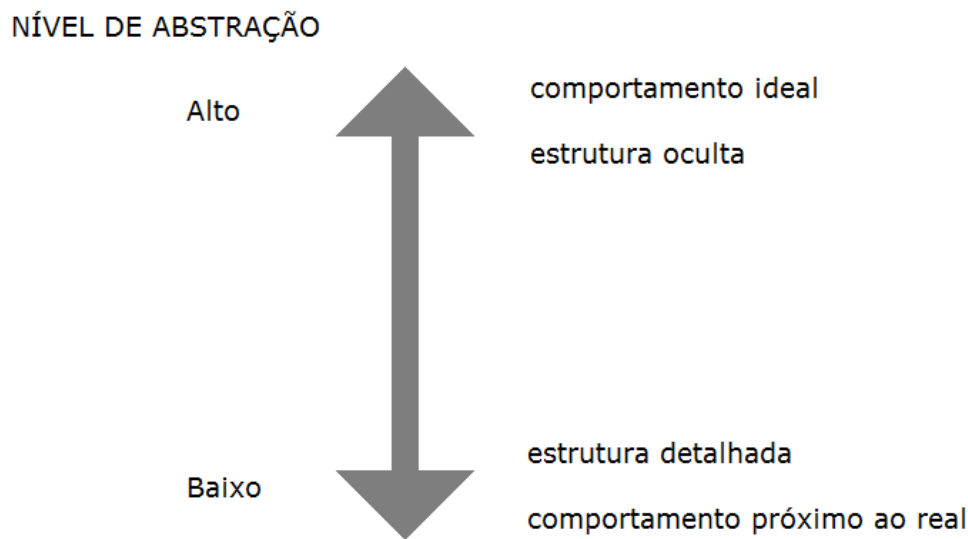 NÍVEL DE ABSTRAÇÃO
Alto
comportamento ideal
estrutura oculta
Baixo
estrutura detalhada
comportamento próximo ao real